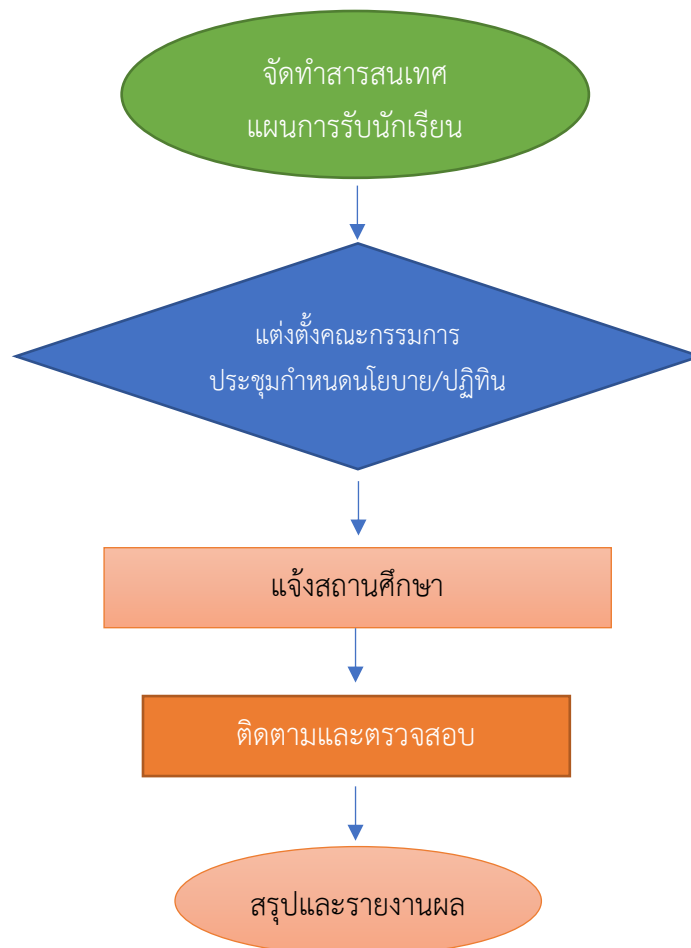 จัดทำสารสนเทศ
แผนการรับนักเรียน
แต่งตั้งคณะกรรมการ
ประชุมกำหนดนโยบาย/ปฏิทิน
แจ้งสถานศึกษา
ติดตามและตรวจสอบ
สรุปและรายงานผล